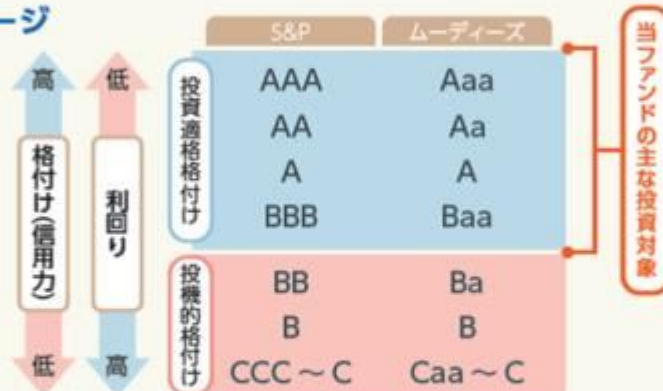 ージ
S&P
ムーディーズ
高
格付け(信用力)
低
低
利回り
高
投資適格格付け
AAA
Aaa
AA
Aa
A
A
BBB
Baa
投機的格付け
BB
Ba
B
B
CCC ～ C
Caa ～ C
当ファンドの主な投資対象